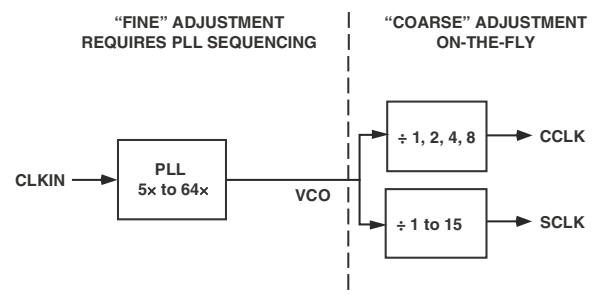 “FINE” ADJUSTMENT
REQUIRES PLL SEQUENCING
“COARSE” ADJUSTMENT
ON-THE-FLY
CLKIN
PLL
5× to 64×
VCO
÷ 1, 2, 4, 8
CCLK
÷ 1 to 15
SCLK